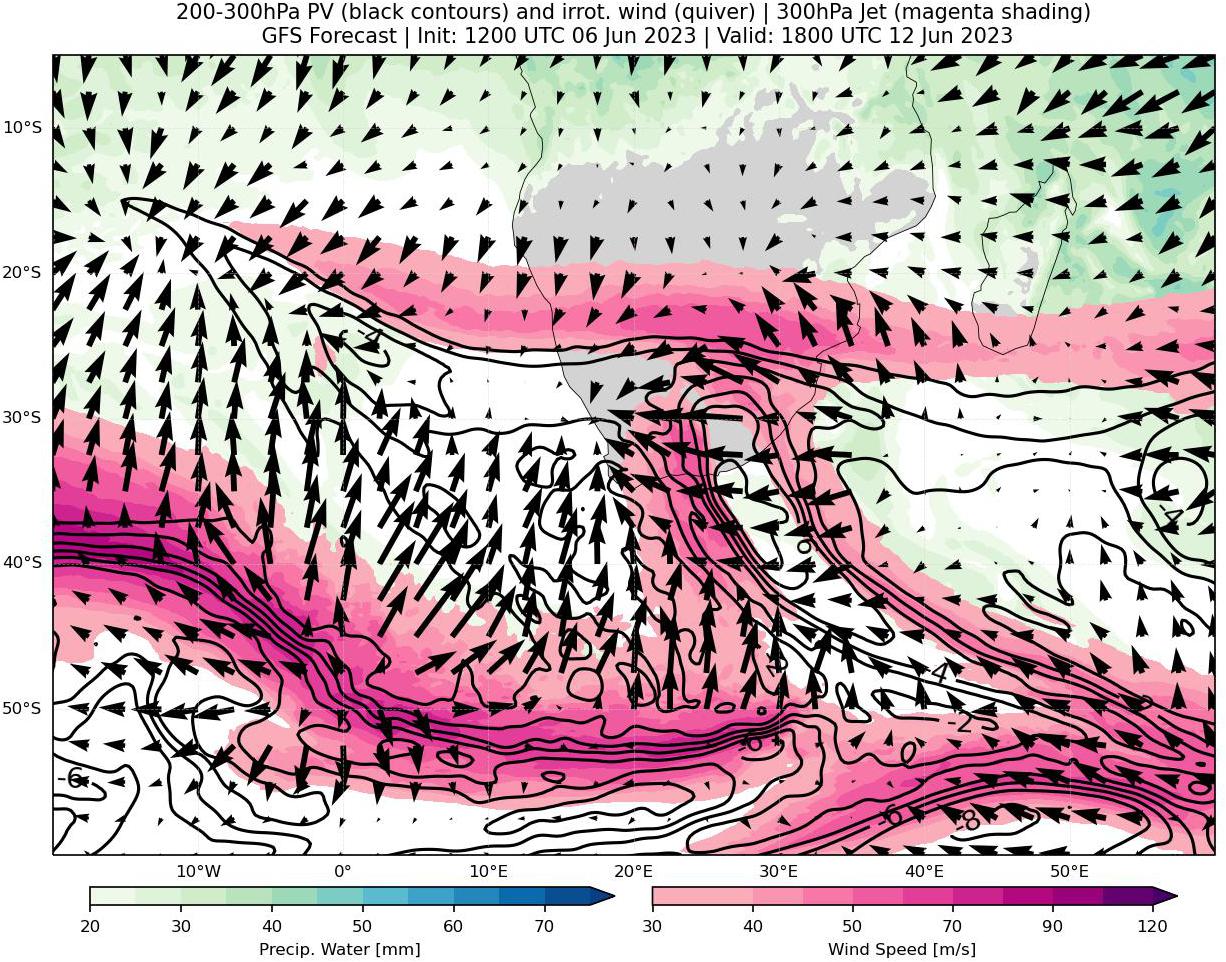 200-300hPa PV (black contours) and irrot. wind (quiver) | 300hPa Jet (magenta shading)
GFS Forecast | Init: 1200 UTC 06 Jun 2023 | Valid: 1800 UTC 12 Jun 2023
10°S
20°S
-4
30°S
-4
40°S
-4
50°S
-2
0
-6
-6
-6
-8
10°W 0° 10°E 20°E 30°E 40°E 50°E
20 30 40 50 60 70
Precip. Water [mm]
30 40 50 70 90 120
Wind Speed [m/s]